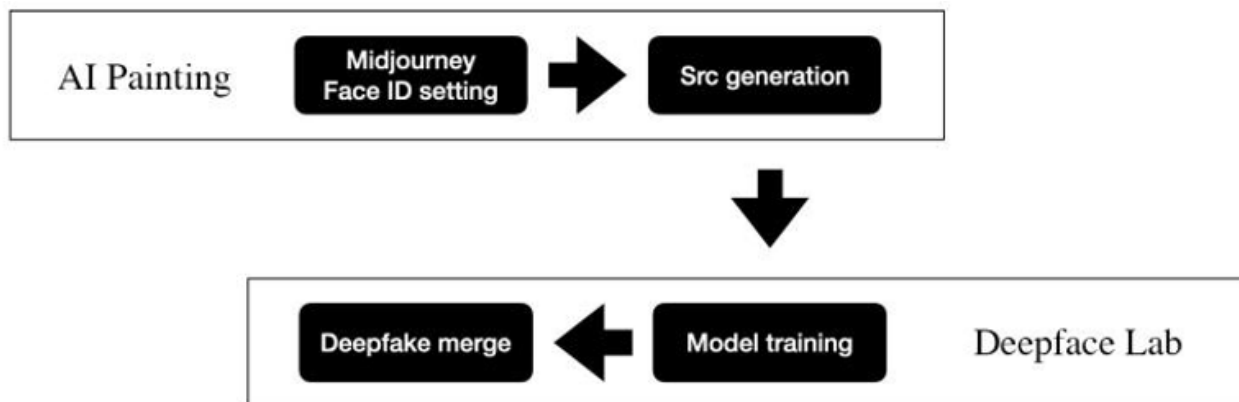 AI Painting
Midjourney
Face ID setting
Src generation
Deepfake merge
Model training
Deepface Lab